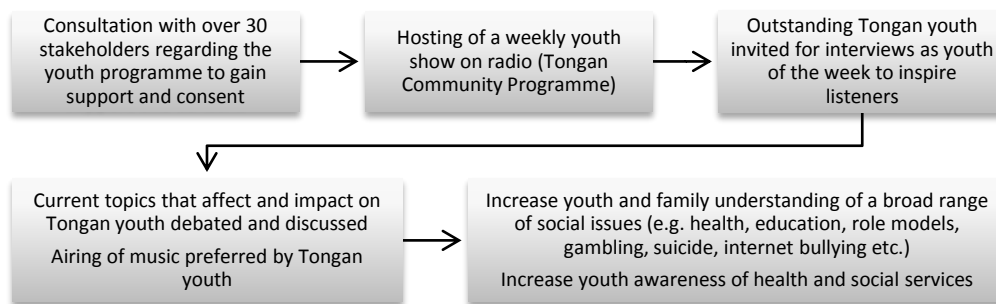 Consultation with over 30
stakeholders regarding the
youth programme to gain
support and consent
Hosting of a weekly youth
show on radio (Tongan
Community Programme)
Outstanding Tongan youth
invited for interviews as youth
of the week to inspire
listeners
Current topics that affect and impact on
Tongan youth debated and discussed
Airing of music preferred by Tongan
youth
Increase youth and family understanding of a broad range
of social issues (e.g. health, education, role models,
gambling, suicide, internet bullying etc.)
Increase youth awareness of health and social services